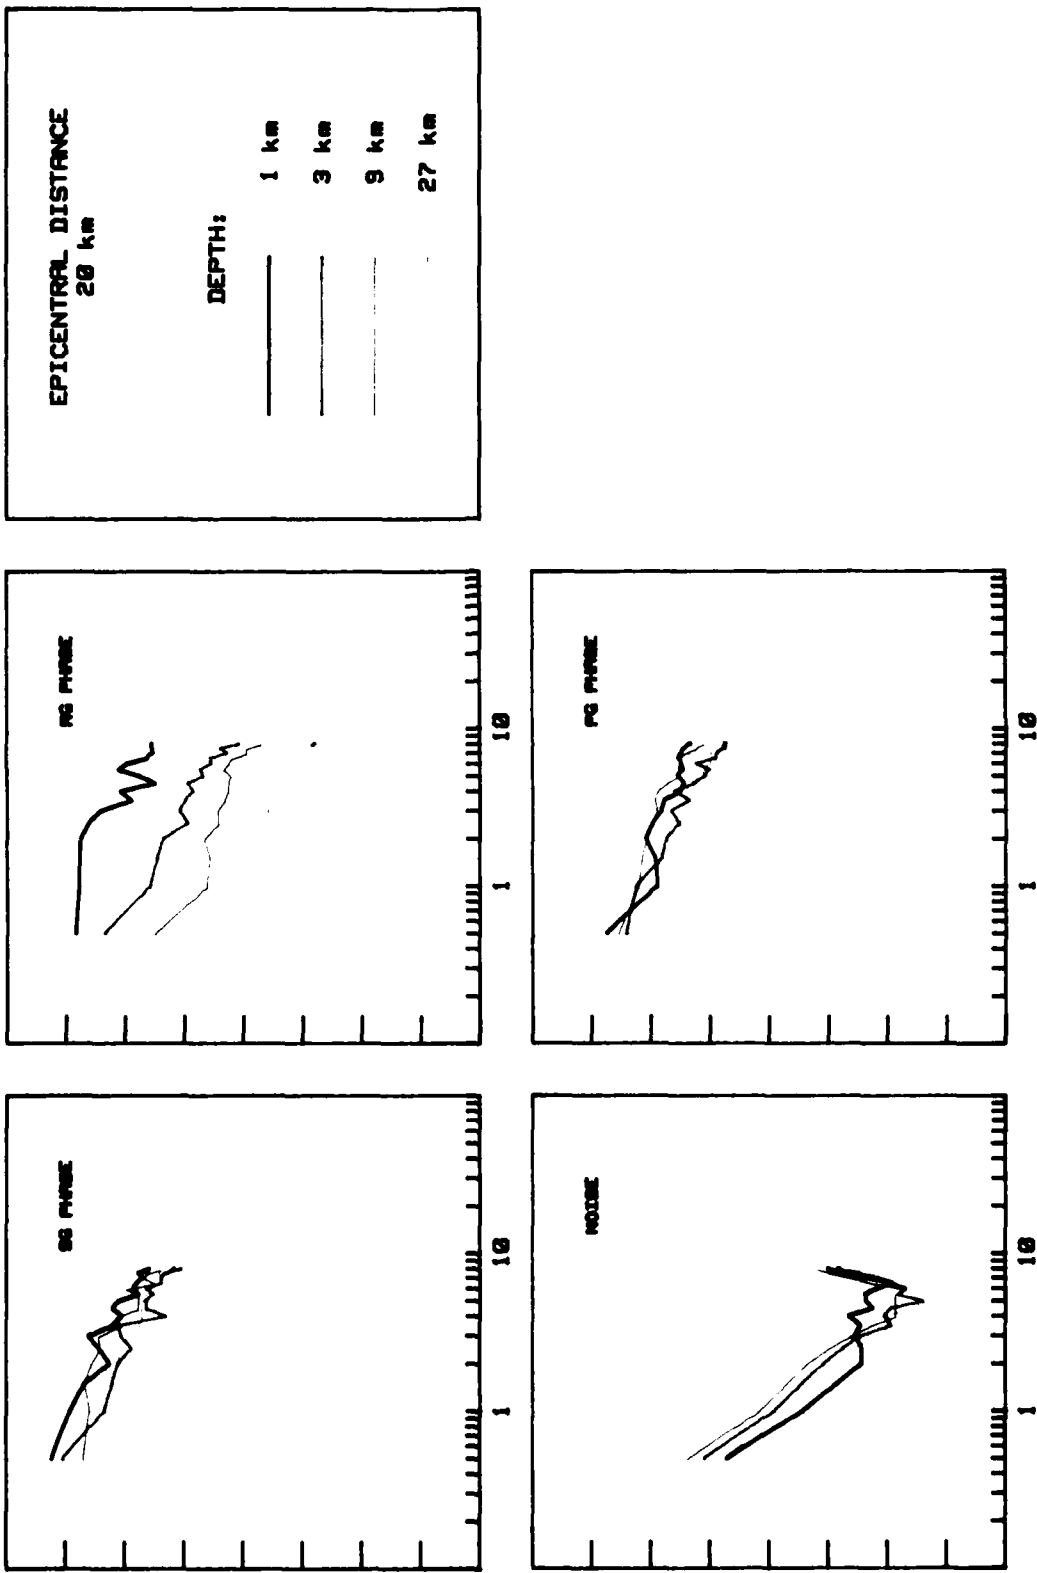 EPICENTRAL DISTANCE
20 km
DEPTH:
1 km
3 km
9 km
27 km
SG PHASE
1
10
RG PHASE
1
10
NOISE
1
10
PG PHASE
1
10